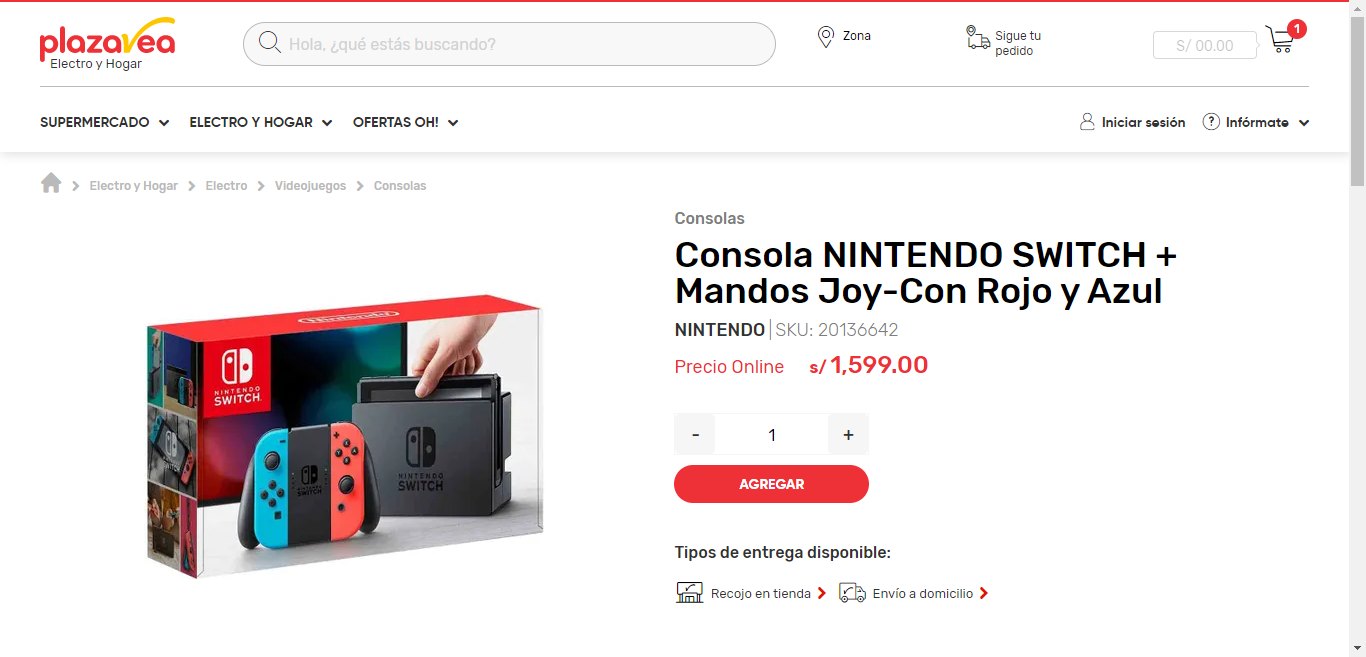 plazavea
Electro y Hogar
Hola, ¿qué estás buscando?
Zona
Sigue tu
pedido
S/ 00.00
1
SUPERMERCADO
ELECTRO Y HOGAR
OFERTAS OH!
Iniciar sesión
? Infórmate
Electro y Hogar
Electro
Videojuegos
Consolas
Consolas
Consola NINTENDO SWITCH +
Mandos Joy-Con Rojo y Azul
NINTENDO | SKU: 20136642
Precio Online s/ 1,599.00
- 1 +
AGREGAR
Tipos de entrega disponible:
Recojo en tienda
Envío a domicilio
Nintendo
NINTENDO
SWITCH
NINTENDO
SWITCH
NINTENDO
SWITCH